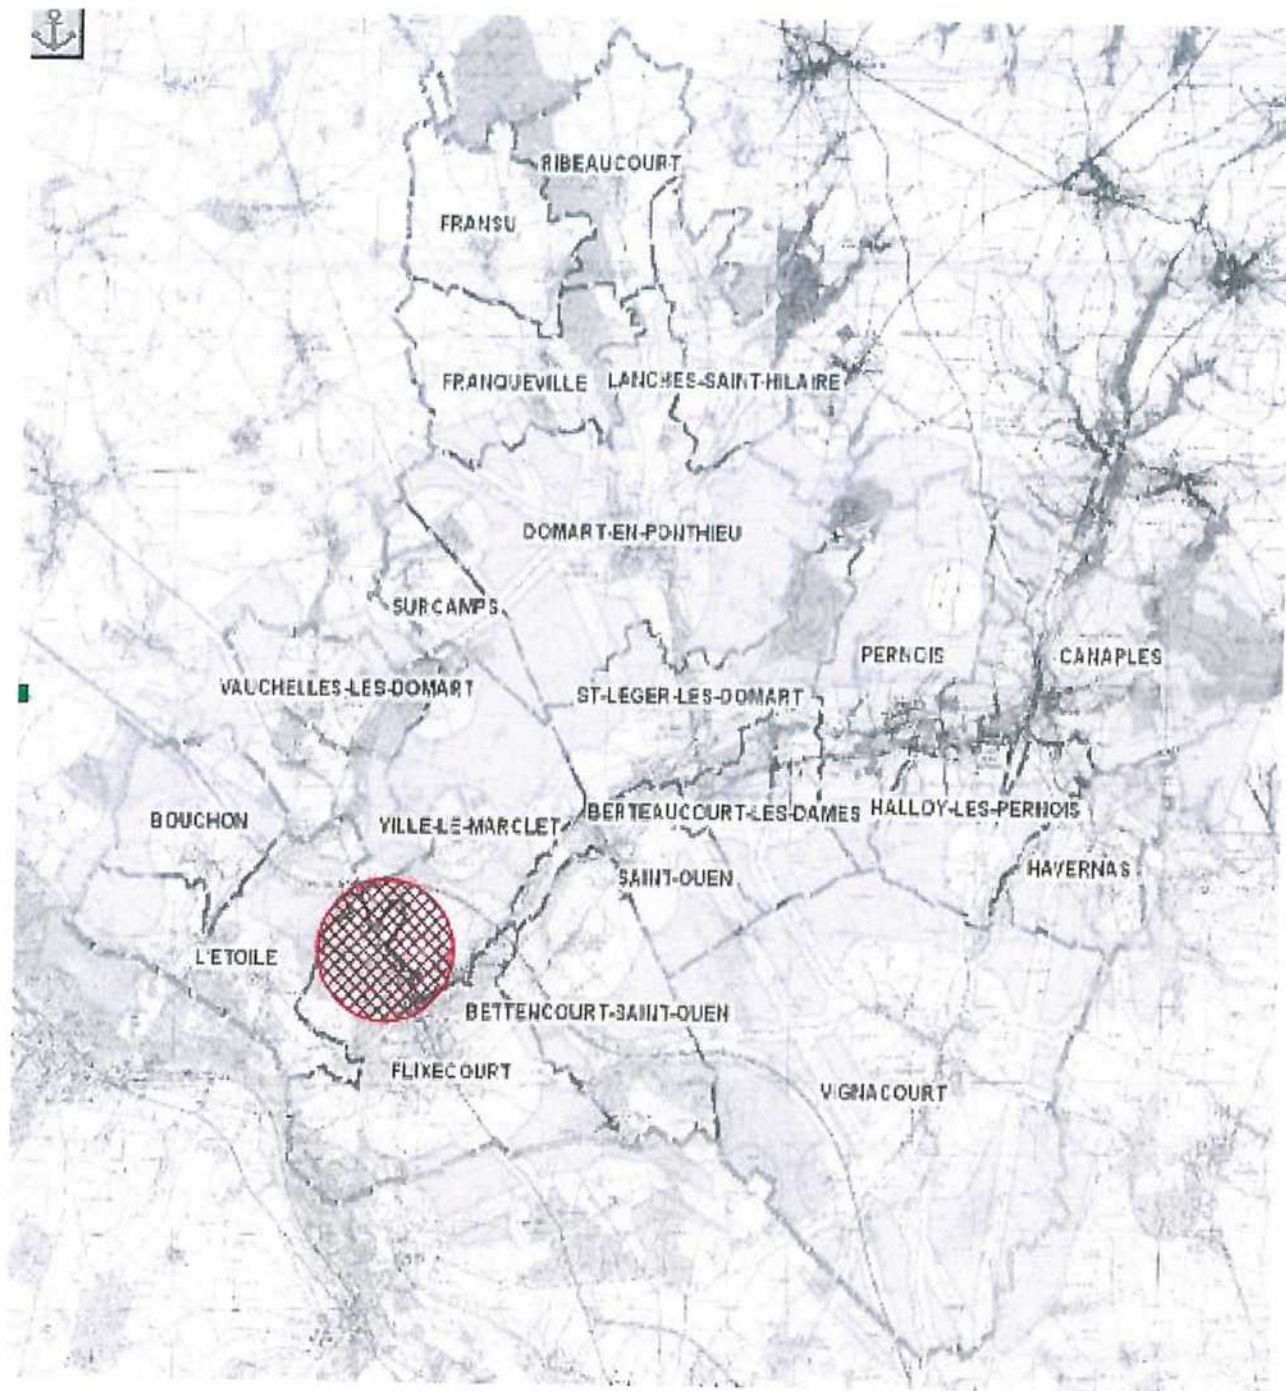 RIBEAUCOURT
FRANSU
FRANQUEVILLE
LANCHES-SAINT-HILAIRE
DOMART-EN-PONTHIEU
SURCAMPS
PERNOIS
CANAPLES
VAUCHELLES-LES-DOMART
ST-LEGER-LES-DOMART
BOUCHON
VILLE-LE-MARCLET
BERTEAUCOURT-LES-DAMES
HALLOY-LES-PERNOIS
SAINT-OUEN
HAVERNAS
L'ETOILE
BETTENCOURT-SAINT-OUEN
FLIXECOURT
VIGNACOURT